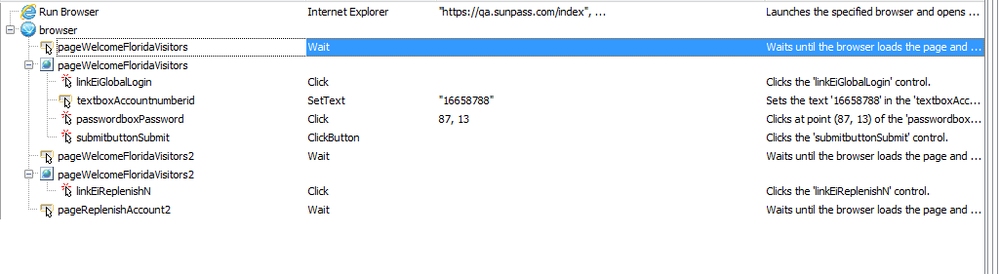 Run Browser Internet Explorer "https://qa.sunpass.com/index", ... Launches the specified browser and opens ...
browser
pageWelcomeFloridaVisitors Wait Waits until the browser loads the page and ...
pageWelcomeFloridaVisitors
linkEiGlobalLogin Click Clicks the 'linkEiGlobalLogin' control.
textboxAccountnumberid SetText "16658788" Sets the text '16658788' in the 'textboxAcc...
passwordboxPassword Click 87, 13 Clicks at point (87, 13) of the 'passwordbox...
submitbuttonSubmit ClickButton Clicks the 'submitbuttonSubmit' control.
pageWelcomeFloridaVisitors2 Wait Waits until the browser loads the page and ...
pageWelcomeFloridaVisitors2
linkEiReplenishN Click Clicks the 'linkEiReplenishN' control.
pageReplenishAccount2 Wait Waits until the browser loads the page and ...